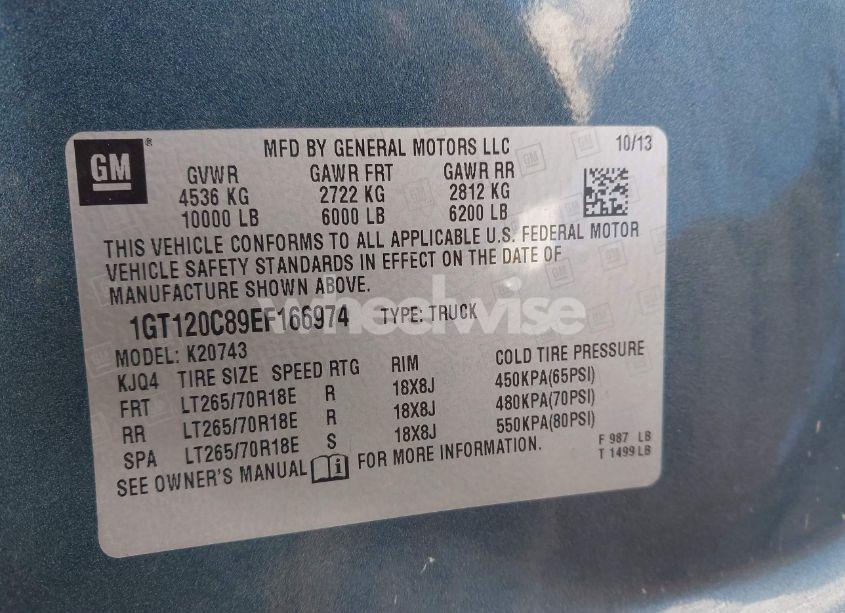 GM ®
MFD BY GENERAL MOTORS LLC 10/13
GVWR GAWR FRT GAWR RR
4536 KG 2722 KG 2812 KG
10000 LB 6000 LB 6200 LB
THIS VEHICLE CONFORMS TO ALL APPLICABLE U.S. FEDERAL MOTOR
VEHICLE SAFETY STANDARDS IN EFFECT ON THE DATE OF
MANUFACTURE SHOWN ABOVE.
wheelwise
1GT120C89EF166974 TYPE: TRUCK
MODEL: K20743
KJQ4 TIRE SIZE SPEED RTG RIM COLD TIRE PRESSURE
FRT LT265/70R18E R 18X8J 450KPA(65PSI)
RR LT265/70R18E R 18X8J 480KPA(70PSI)
SPA LT265/70R18E S 18X8J 550KPA(80PSI)
SEE OWNER'S MANUAL FOR MORE INFORMATION.
F 987 LB
T 1499 LB